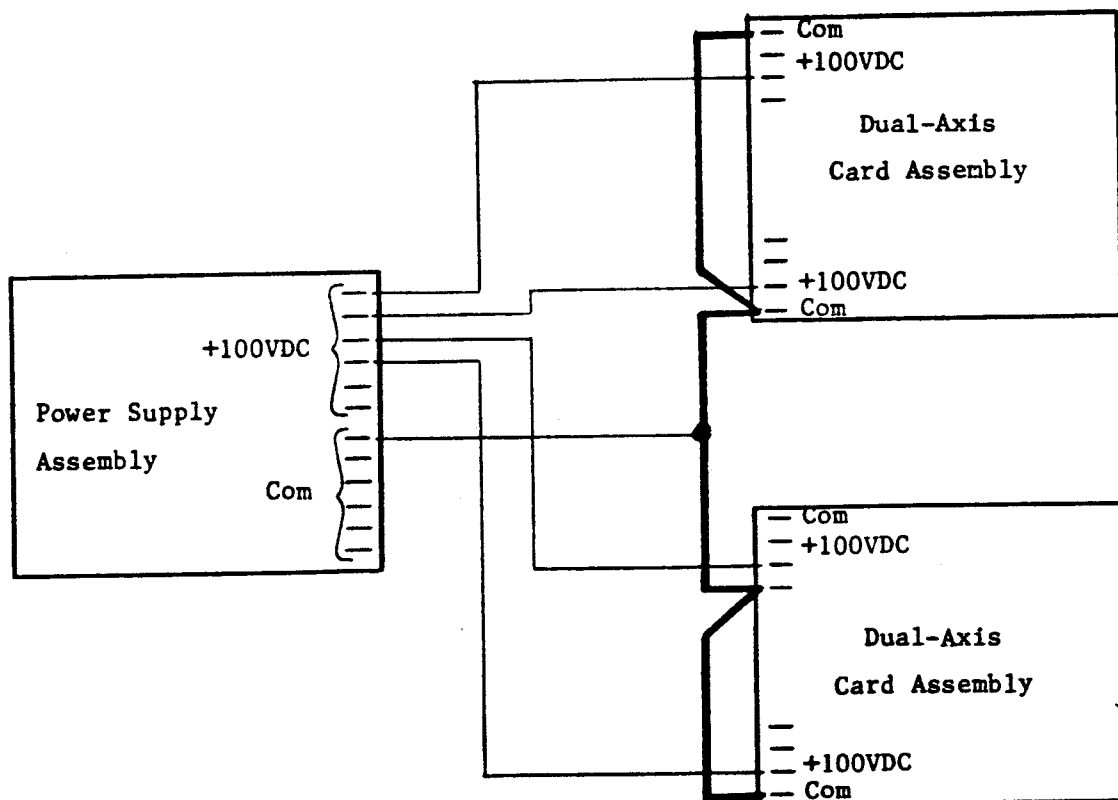 Com
+100VDC
Dual-Axis
Card Assembly
+100VDC
Com
+100VDC
Power Supply
Assembly
Com
Com
+100VDC
Dual-Axis
Card Assembly
+100VDC
Com